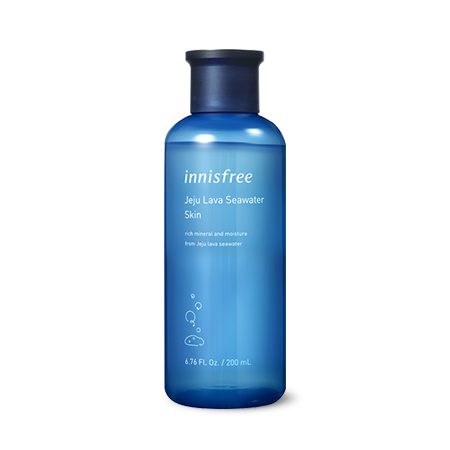 innisfree
Jeju Lava Seawater
Skin
rich mineral and moisture
from Jeju lava seawater
6.76 Fl. Oz. / 200 mL